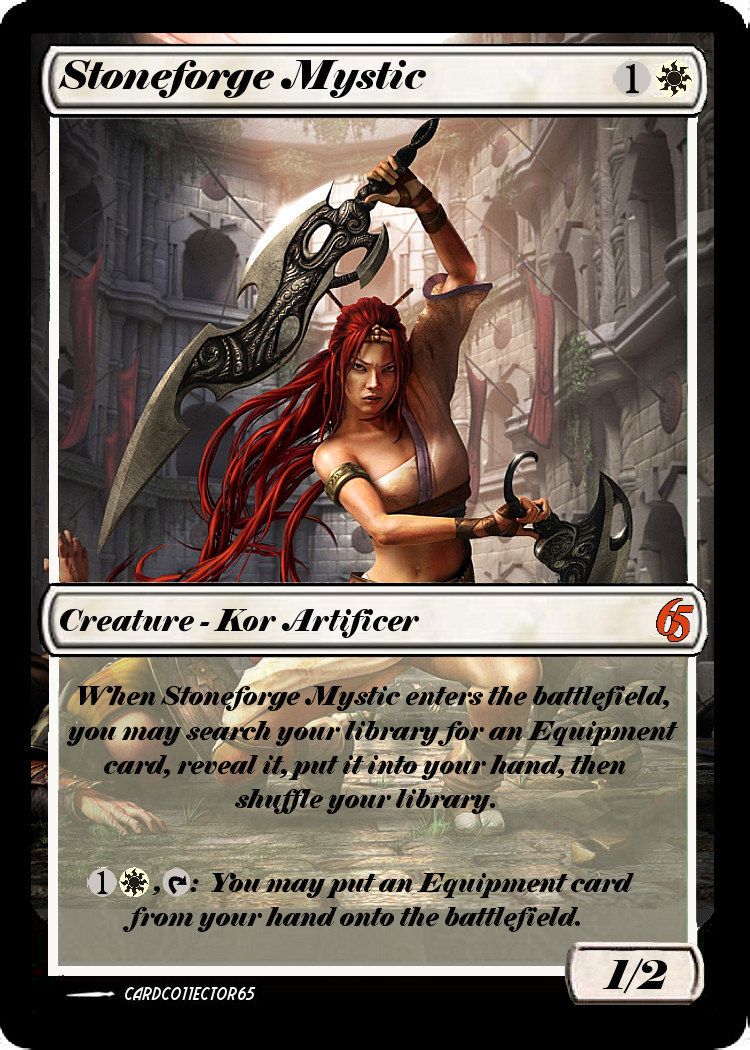 Stoneforge Mystic 1
Creature - Kor Artificer 65
When Stoneforge Mystic enters the battlefield,
you may search your library for an Equipment
card, reveal it, put it into your hand, then
shuffle your library.
1 , : You may put an Equipment card
from your hand onto the battlefield.
1/2
CARDCO11ECTOR65